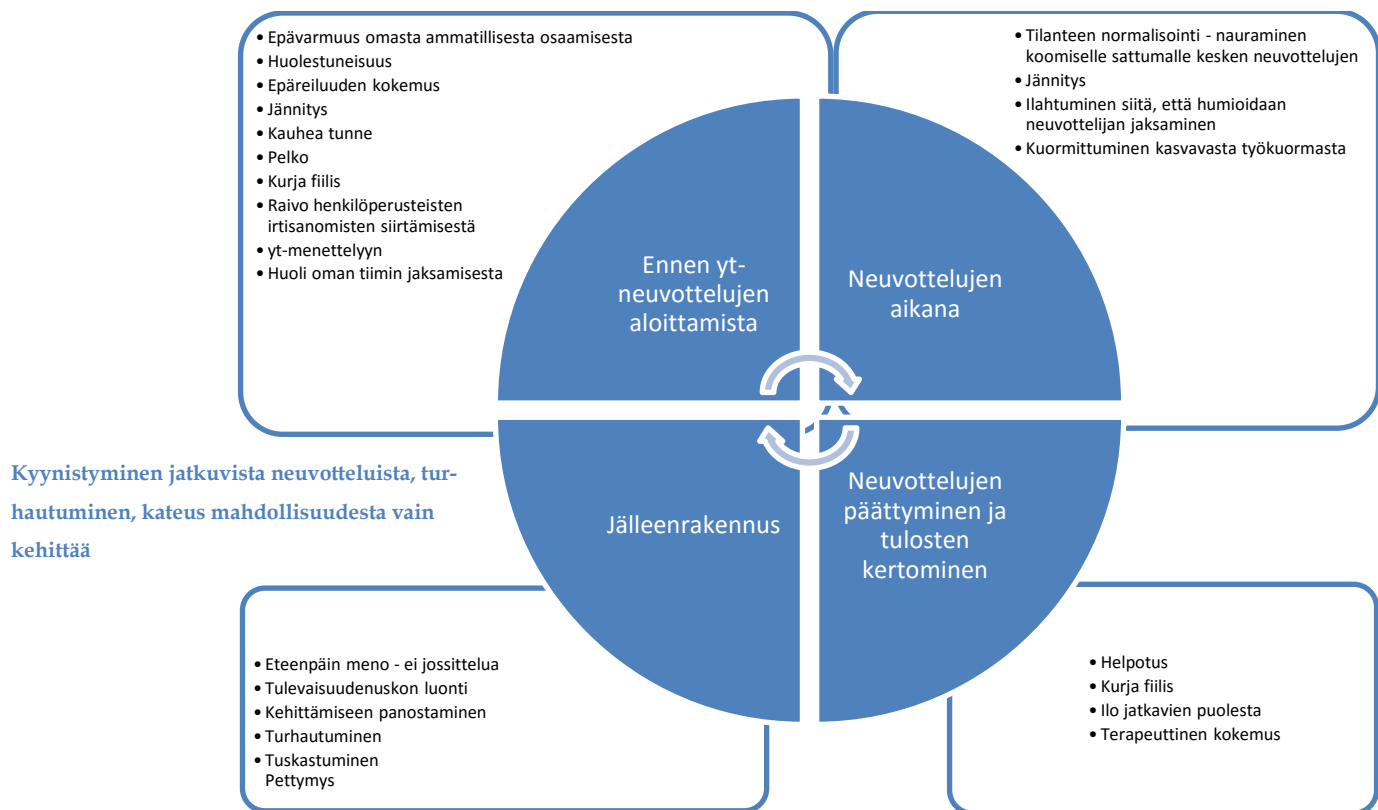 • Epävarmuus omasta ammatillisesta osaamisesta
• Huolestuneisuus
• Epäreiluuden kokemus
• Jännitys
• Kauhea tunne
• Pelko
• Kurja fiilis
• Raivo henkilöperusteisten
irtisanomisten siirtämisestä
• yt-menettelyyn
• Huoli oman tiimin jaksamisesta
• Tilanteen normalisointi - nauraminen
koomiselle sattumalle kesken neuvottelujen
• Jännitys
• Ilahtuminen siitä, että humioidaan
neuvottelijan jaksaminen
• Kuormittuminen kasvavasta työkuormasta
Ennen yt-
neuvottelujen
aloittamista
Neuvottelujen
aikana
Kyynistyminen jatkuvista neuvotteluista, tur-
hautuminen, kateus mahdollisuudesta vain
kehittää
Jälleenrakennus
Neuvottelujen
päättyminen ja
tulosten
kertominen
• Eteenpäin meno - ei jossittelua
• Tulevaisuudenuskon luonti
• Kehittämiseen panostaminen
• Turhautuminen
• Tuskastuminen
Pettymys
• Helpotus
• Kurja fiilis
• Ilo jatkavien puolesta
• Terapeuttinen kokemus